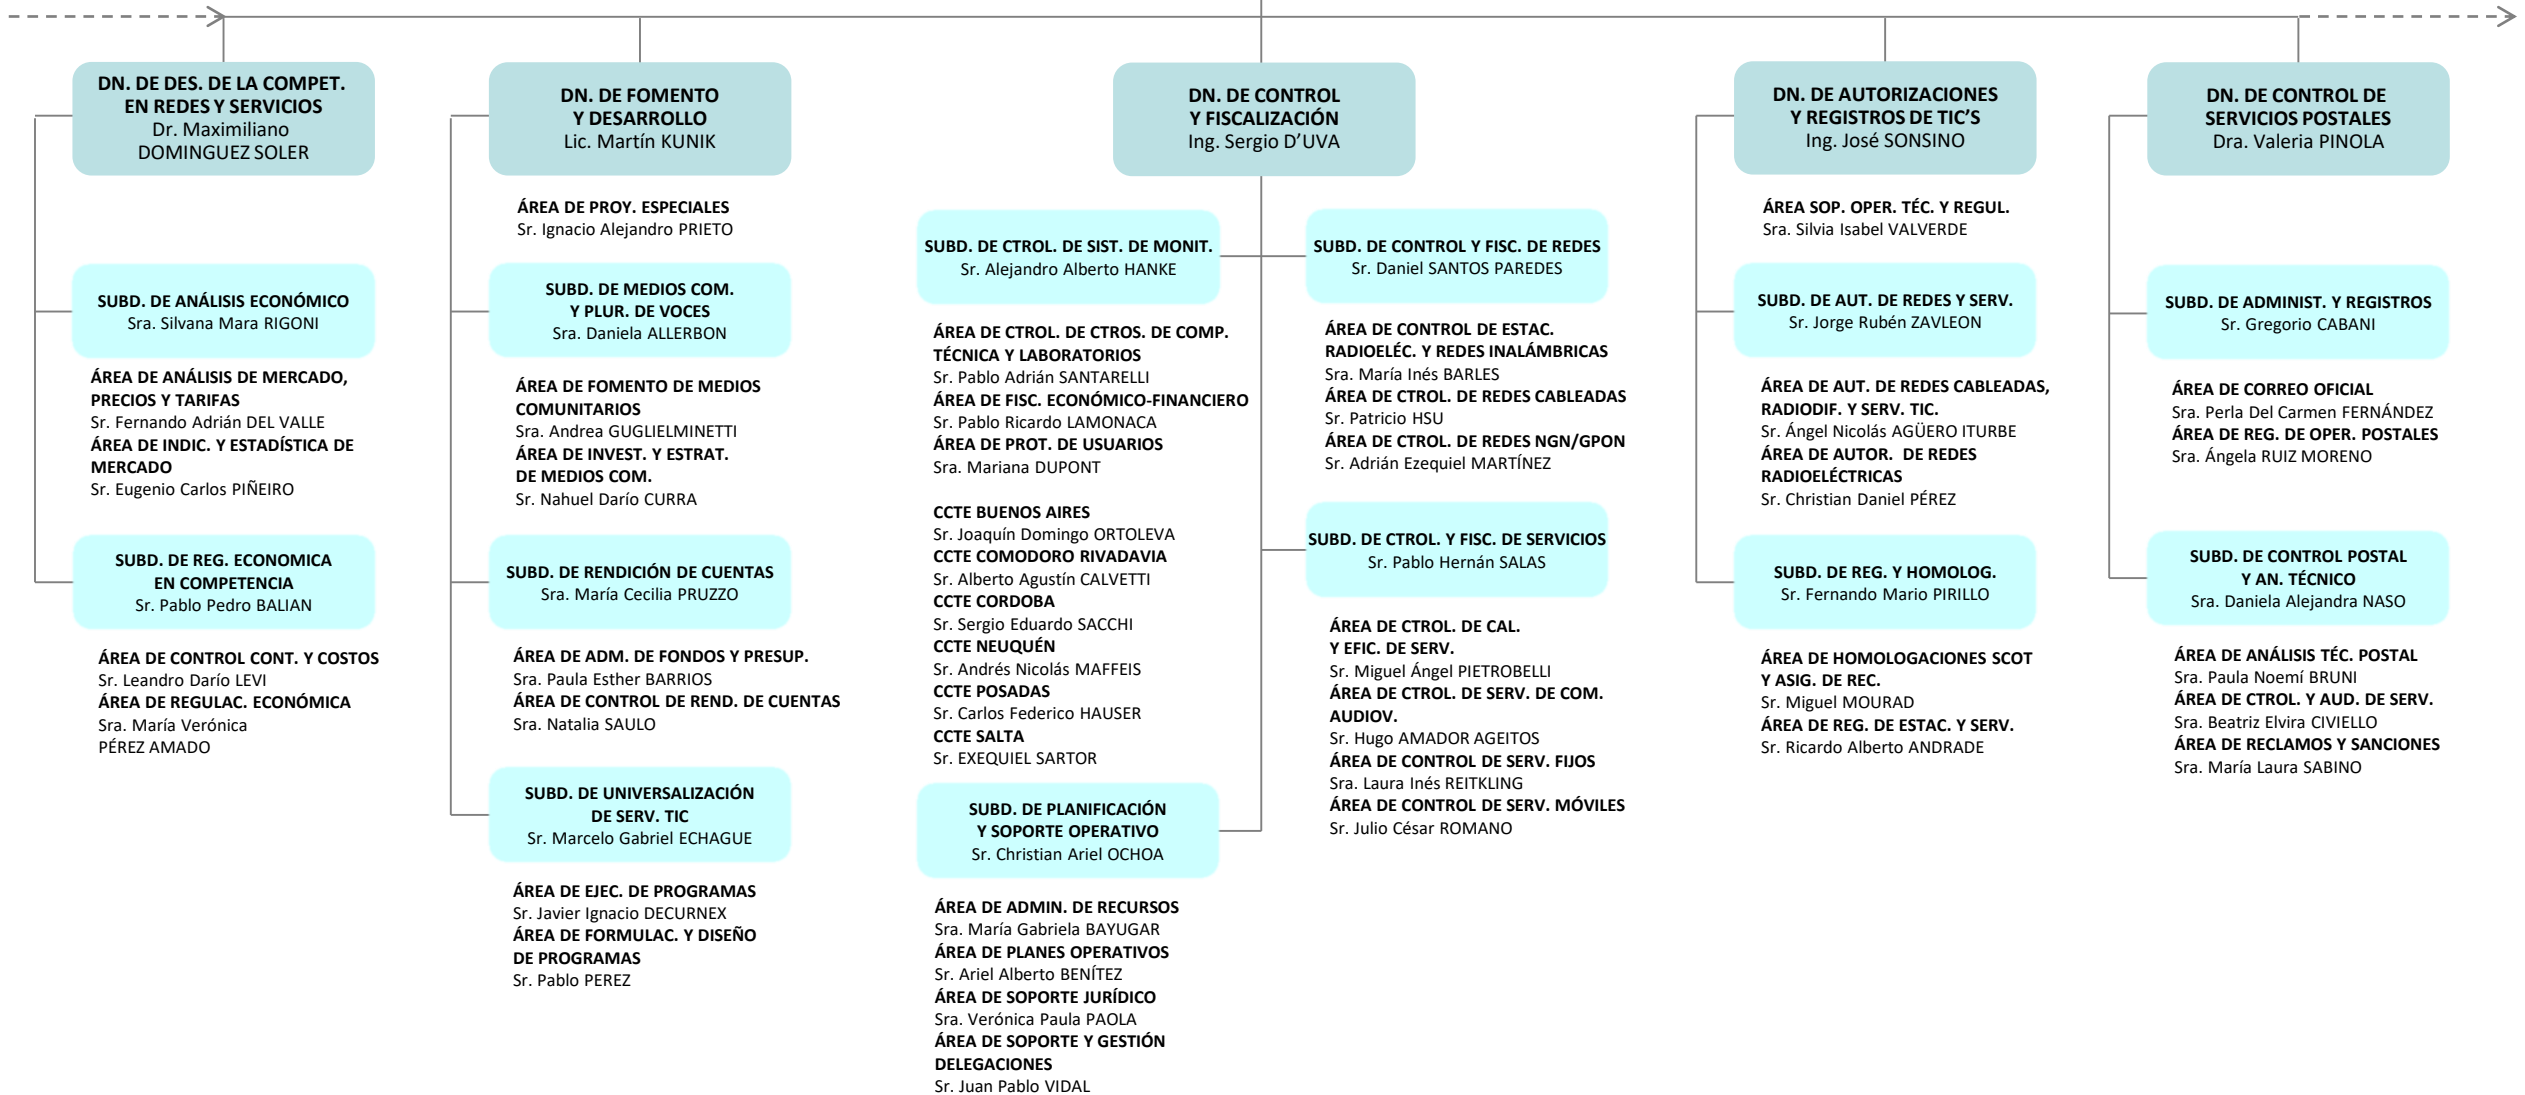 DN. DE DES. DE LA COMPET.
EN REDES Y SERVICIOS
Dr. Maximiliano
DOMINGUEZ SOLER
SUBD. DE ANÁLISIS ECONÓMICO
Sra. Silvana Mara RIGONI
ÁREA DE ANÁLISIS DE MERCADO,
PRECIOS Y TARIFAS
Sr. Fernando Adrián DEL VALLE
ÁREA DE INDIC. Y ESTADÍSTICA DE
MERCADO
Sr. Eugenio Carlos PIÑEIRO
SUBD. DE REG. ECONOMICA
EN COMPETENCIA
Sr. Pablo Pedro BALIAN
ÁREA DE CONTROL CONT. Y COSTOS
Sr. Leandro Darío LEVI
ÁREA DE REGULAC. ECONÓMICA
Sra. María Verónica
PÉREZ AMADO
DN. DE FOMENTO
Y DESARROLLO
Lic. Martín KUNIK
ÁREA DE PROY. ESPECIALES
Sr. Ignacio Alejandro PRIETO
SUBD. DE MEDIOS COM.
Y PLUR. DE VOCES
Sra. Daniela ALLERBON
ÁREA DE FOMENTO DE MEDIOS
COMUNITARIOS
Sra. Andrea GUGLIELMINETTI
ÁREA DE INVEST. Y ESTRAT.
DE MEDIOS COM.
Sr. Nahuel Darío CURRA
SUBD. DE RENDICIÓN DE CUENTAS
Sra. María Cecilia PRUZZO
ÁREA DE ADM. DE FONDOS Y PRESUP.
Sra. Paula Esther BARRIOS
ÁREA DE CONTROL DE REND. DE CUENTAS
Sra. Natalia SAULO
SUBD. DE UNIVERSALIZACIÓN
DE SERV. TIC
Sr. Marcelo Gabriel ECHAGUE
ÁREA DE EJEC. DE PROGRAMAS
Sr. Javier Ignacio DECURNEX
ÁREA DE FORMULAC. Y DISEÑO
DE PROGRAMAS
Sr. Pablo PEREZ
DN. DE CONTROL
Y FISCALIZACIÓN
Ing. Sergio D’UVA
SUBD. DE CTROL. DE SIST. DE MONIT.
Sr. Alejandro Alberto HANKE
ÁREA DE CTROL. DE CTROS. DE COMP.
TÉCNICA Y LABORATORIOS
Sr. Pablo Adrián SANTARELLI
ÁREA DE FISC. ECONÓMICO-FINANCIERO
Sr. Pablo Ricardo LAMONACA
ÁREA DE PROT. DE USUARIOS
Sra. Mariana DUPONT
CCTE BUENOS AIRES
Sr. Joaquín Domingo ORTOLEVA
CCTE COMODORO RIVADAVIA
Sr. Alberto Agustín CALVETTI
CCTE CORDOBA
Sr. Sergio Eduardo SACCHI
CCTE NEUQUÉN
Sr. Andrés Nicolás MAFFEIS
CCTE POSADAS
Sr. Carlos Federico HAUSER
CCTE SALTA
Sr. EXEQUIEL SARTOR
SUBD. DE PLANIFICACIÓN
Y SOPORTE OPERATIVO
Sr. Christian Ariel OCHOA
ÁREA DE ADMIN. DE RECURSOS
Sra. María Gabriela BAYUGAR
ÁREA DE PLANES OPERATIVOS
Sr. Ariel Alberto BENÍTEZ
ÁREA DE SOPORTE JURÍDICO
Sra. Verónica Paula PAOLA
ÁREA DE SOPORTE Y GESTIÓN
DELEGACIONES
Sr. Juan Pablo VIDAL
SUBD. DE CONTROL Y FISC. DE REDES
Sr. Daniel SANTOS PAREDES
ÁREA DE CONTROL DE ESTAC.
RADIOELÉC. Y REDES INALÁMBRICAS
Sra. María Inés BARLES
ÁREA DE CTROL. DE REDES CABLEADAS
Sr. Patricio HSU
ÁREA DE CTROL. DE REDES NGN/GPON
Sr. Adrián Ezequiel MARTÍNEZ
SUBD. DE CTROL. Y FISC. DE SERVICIOS
Sr. Pablo Hernán SALAS
ÁREA DE CTROL. DE CAL.
Y EFIC. DE SERV.
Sr. Miguel Ángel PIETROBELLI
ÁREA DE CTROL. DE SERV. DE COM.
AUDIOV.
Sr. Hugo AMADOR AGEITOS
ÁREA DE CONTROL DE SERV. FIJOS
Sra. Laura Inés REITKLING
ÁREA DE CONTROL DE SERV. MÓVILES
Sr. Julio César ROMANO
DN. DE AUTORIZACIONES
Y REGISTROS DE TIC’S
Ing. José SONSINO
ÁREA SOP. OPER. TÉC. Y REGUL.
Sra. Silvia Isabel VALVERDE
SUBD. DE AUT. DE REDES Y SERV.
Sr. Jorge Rubén ZAVLEON
ÁREA DE AUT. DE REDES CABLEADAS,
RADIODIF. Y SERV. TIC.
Sr. Ángel Nicolás AGÜERO ITURBE
ÁREA DE AUTOR. DE REDES
RADIOELÉCTRICAS
Sr. Christian Daniel PÉREZ
SUBD. DE REG. Y HOMOLOG.
Sr. Fernando Mario PIRILLO
ÁREA DE HOMOLOGACIONES SCOT
Y ASIG. DE REC.
Sr. Miguel MOURAD
ÁREA DE REG. DE ESTAC. Y SERV.
Sr. Ricardo Alberto ANDRADE
DN. DE CONTROL DE
SERVICIOS POSTALES
Dra. Valeria PINOLA
SUBD. DE ADMINIST. Y REGISTROS
Sr. Gregorio CABANI
ÁREA DE CORREO OFICIAL
Sra. Perla Del Carmen FERNÁNDEZ
ÁREA DE REG. DE OPER. POSTALES
Sra. Ángela RUIZ MORENO
SUBD. DE CONTROL POSTAL
Y AN. TÉCNICO
Sra. Daniela Alejandra NASO
ÁREA DE ANÁLISIS TÉC. POSTAL
Sra. Paula Noemí BRUNI
ÁREA DE CTROL. Y AUD. DE SERV.
Sra. Beatriz Elvira CIVIELLO
ÁREA DE RECLAMOS Y SANCIONES
Sra. María Laura SABINO